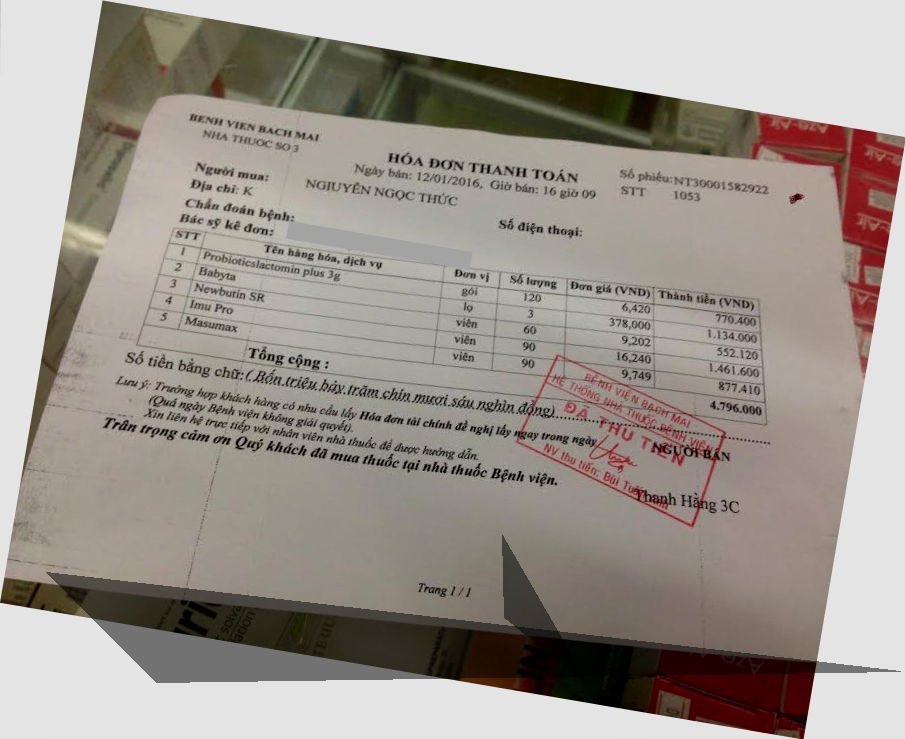 BENH VIEN BACH MAI
NHA THUOC SO 3
HÓA ĐƠN THANH TOÁN
Ngày bán: 12/01/2016, Giờ bán: 16 giờ 09
Số phiếu: NT30001582922
STT 1053
Người mua: NGIUYỄN NGỌC THỨC
Địa chỉ: K
Số điện thoại:
Chẩn đoán bệnh:
Bác sỹ kê đơn:
STT Tên hàng hóa, dịch vụ Đơn vị Số lượng Đơn giá (VND) Thành tiền (VND)
1 Probioticslactomin plus 3g gói 120 6,420 770.400
2 Babyta lọ 3 378,000 1.134.000
3 Newbutin SR viên 60 9,202 552.120
4 Imu Pro viên 90 16,240 1.461.600
5 Masumax viên 90 9,749 877.410
Tổng cộng : 4.796.000
Số tiền bằng chữ: ( Bốn triệu bảy trăm chín mươi sáu nghìn đồng)
Lưu ý: Trường hợp khách hàng có nhu cầu lấy Hóa đơn tài chính đề nghị lấy ngay trong ngày
(Quá ngày Bệnh viện không giải quyết).
Xin liên hệ trực tiếp với nhân viên nhà thuốc để được hướng dẫn.
Trân trọng cảm ơn Quý khách đã mua thuốc tại nhà thuốc Bệnh viện.
BỆNH VIỆN BẠCH MAI
HỆ THỐNG NHÀ THUỐC BỆNH VIỆN
ĐÃ THU TIỀN
NV thu tiền: Bùi
NGƯỜI BÁN
Thanh Hằng 3C
Trang 1 / 1